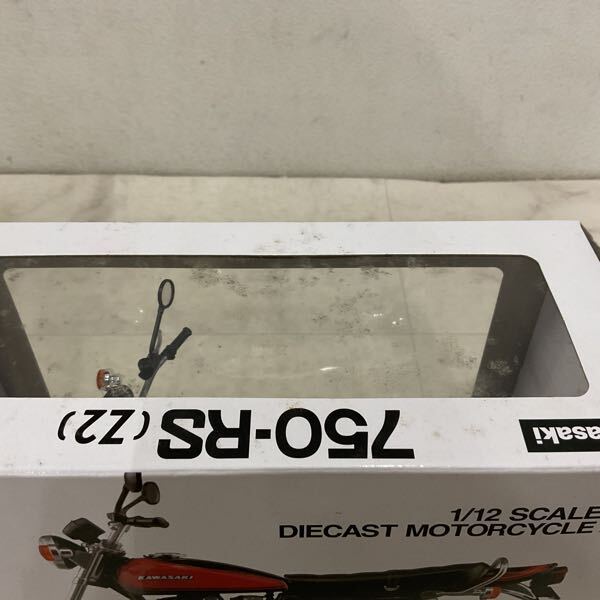 750-RS (Z2)
asaki
1/12 SCALE
DIECAST MOTORCYCLE
KAWASAKI